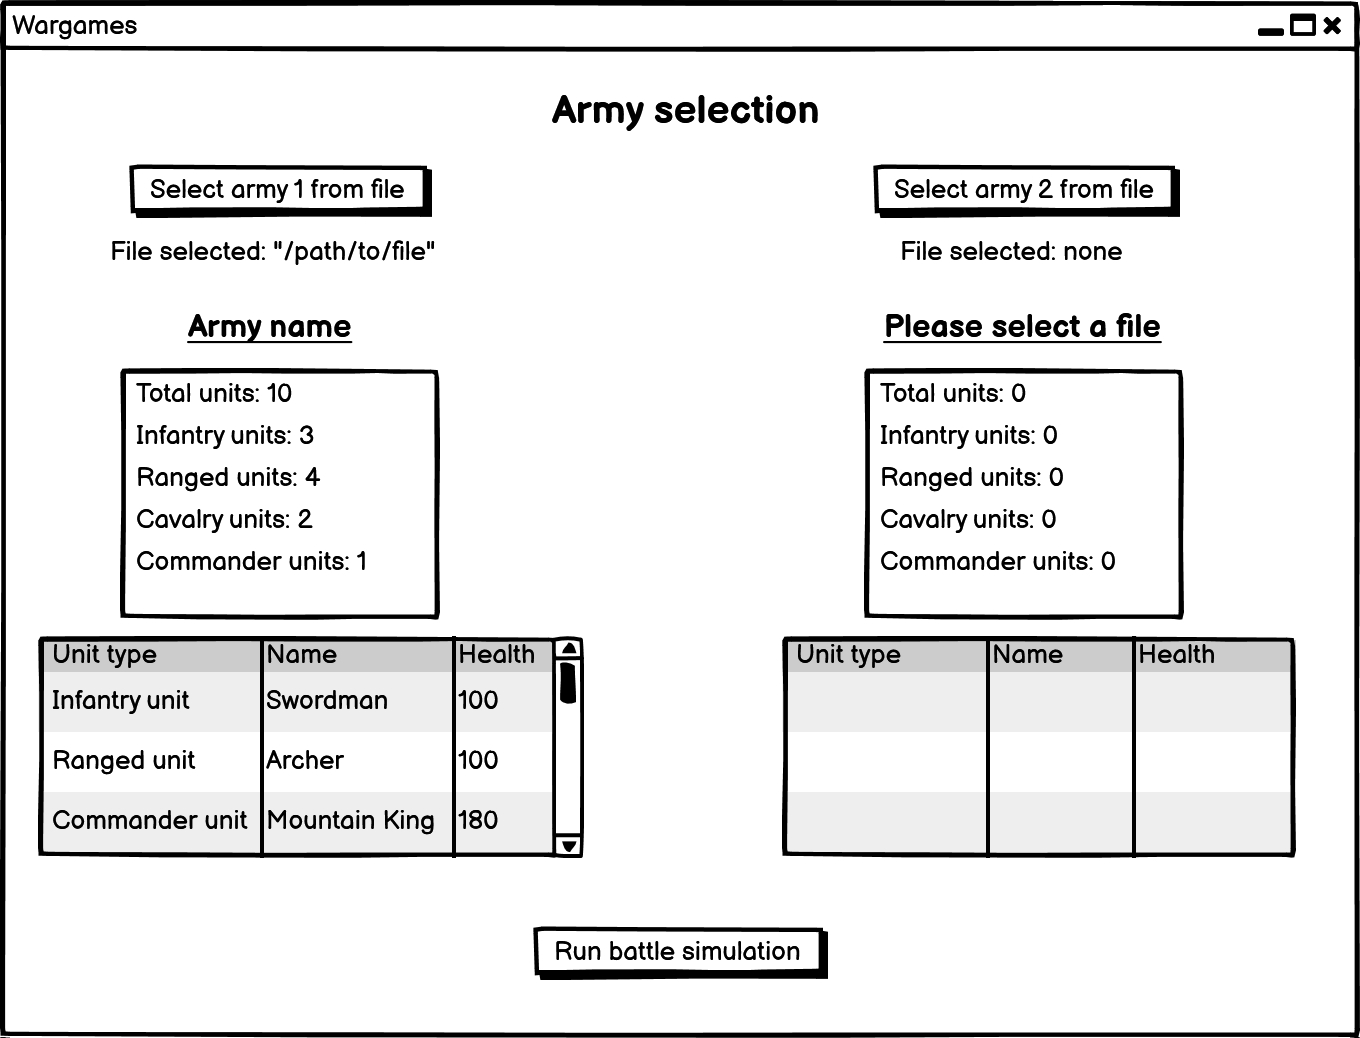 Wargames
Army selection
Select army 1 from file
Select army 2 from file
File selected: "/path/to/file"
File selected: none
Army name
Please select a file
Total units: 10
Infantry units: 3
Ranged units: 4
Cavalry units: 2
Commander units: 1
Total units: 0
Infantry units: 0
Ranged units: 0
Cavalry units: 0
Commander units: 0
Unit type Name Health
Infantry unit Swordman 100
Ranged unit Archer 100
Commander unit Mountain King 180
Unit type Name Health
Run battle simulation